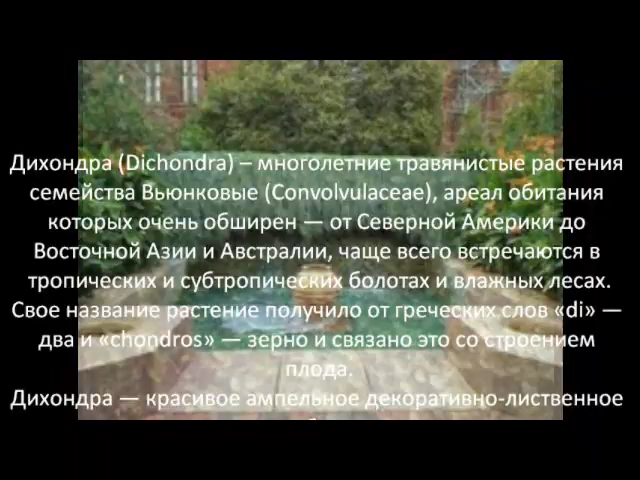 Дихондра (Dichondra) – многолетние травянистые растения
семейства Вьюнковые (Convolvulaceae), ареал обитания
которых очень обширен — от Северной Америки до
Восточной Азии и Австралии, чаще всего встречаются в
тропических и субтропических болотах и влажных лесах.
Свое название растение получило от греческих слов «di» —
два и «chondros» — зерно и связано это со строением
плода.
Дихондра — красивое ампельное декоративно-лиственное